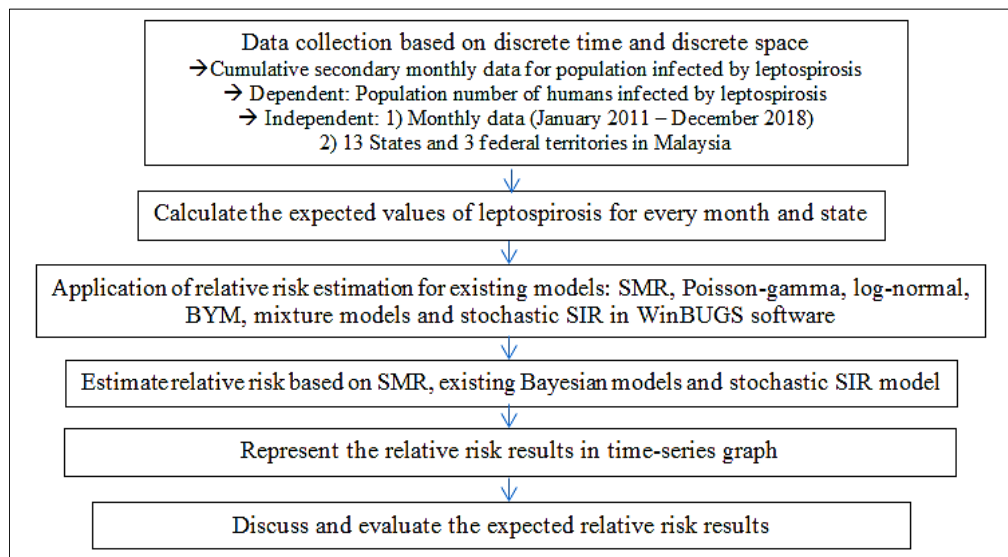 Data collection based on discrete time and discrete space
→Cumulative secondary monthly data for population infected by leptospirosis
→ Dependent: Population number of humans infected by leptospirosis
→ Independent: 1) Monthly data (January 2011 – December 2018)
2) 13 States and 3 federal territories in Malaysia
Calculate the expected values of leptospirosis for every month and state
Application of relative risk estimation for existing models: SMR, Poisson-gamma, log-normal,
BYM, mixture models and stochastic SIR in WinBUGS software
Estimate relative risk based on SMR, existing Bayesian models and stochastic SIR model
Represent the relative risk results in time-series graph
Discuss and evaluate the expected relative risk results